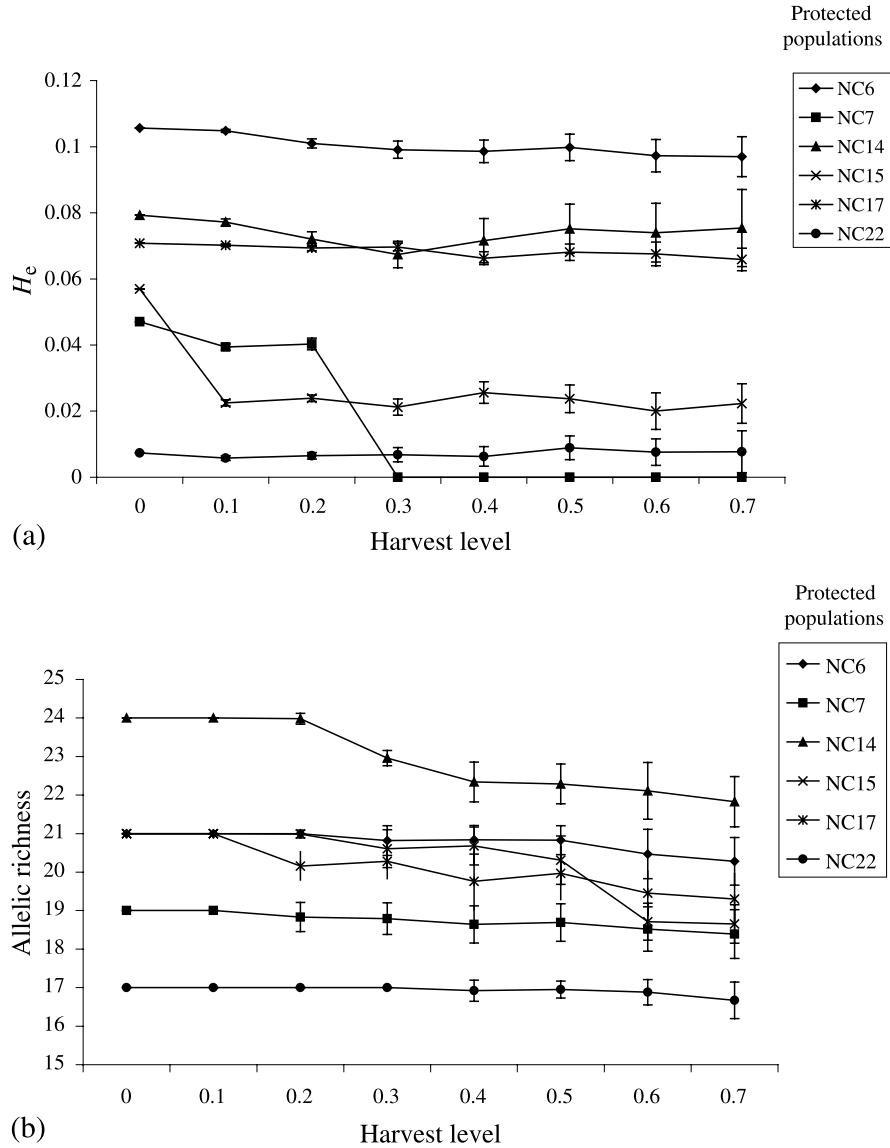 Protected
populations
0.12
NC6
NC7
0.1
NC14
NC15
0.08
NC17
NC22
He
0.06
0.04
0.02
0
0 0.1 0.2 0.3 0.4 0.5 0.6 0.7
(a)
Harvest level
Protected
populations
NC6
25
NC7
24
NC14
23
NC15
22
NC17
21
NC22
Allelic richness
20
19
18
17
16
15
0 0.1 0.2 0.3 0.4 0.5 0.6 0.7
(b)
Harvest level